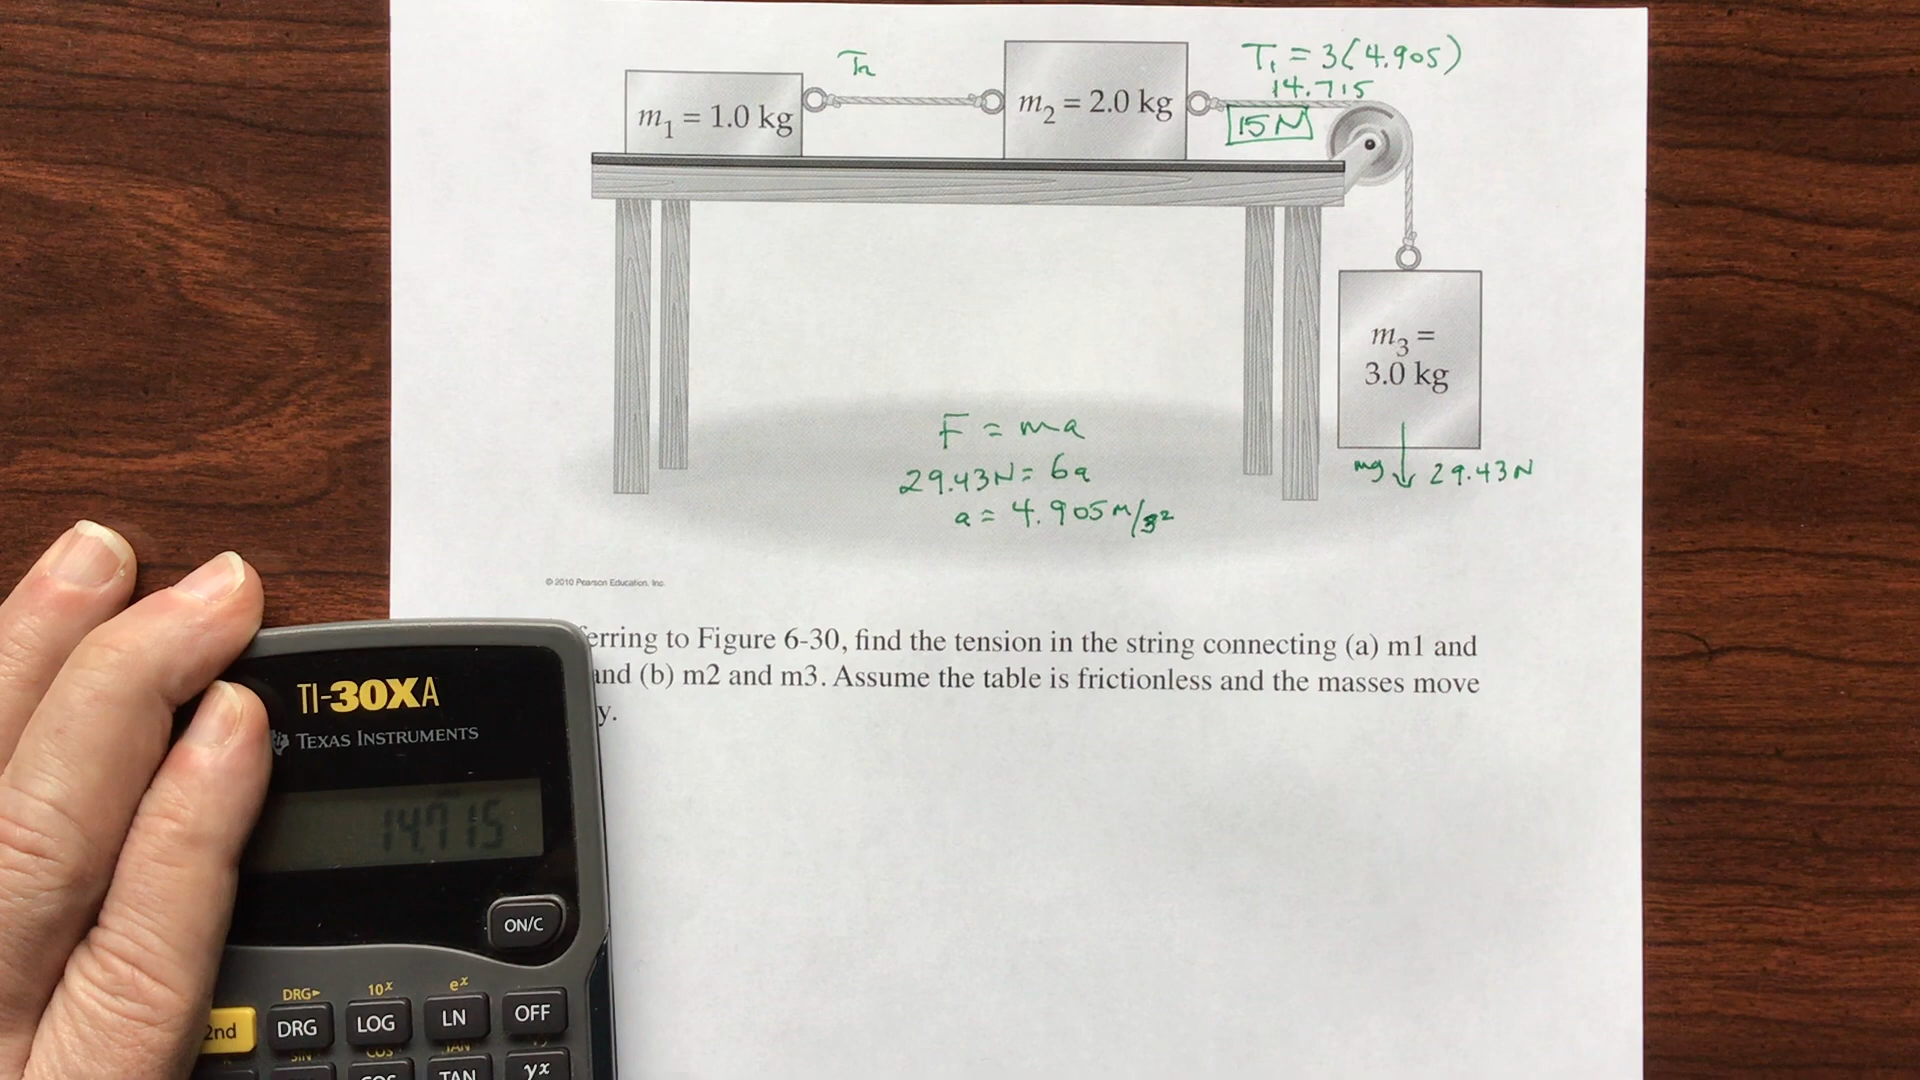 T₂
T₁ = 3(4.905)
14.715
15N
m₁ = 1.0 kg
m₂ = 2.0 kg
m₃ =
3.0 kg
mg
29.43N
F = ma
29.43N = 6a
a = 4.905 m/s²
© 2010 Pearson Education, Inc.
erring to Figure 6-30, find the tension in the string connecting (a) m1 and
and (b) m2 and m3. Assume the table is frictionless and the masses move
y.
TI-30XA
TEXAS INSTRUMENTS
14.715
ON/C
DRG▸ 10ˣ eˣ
2nd DRG LOG LN OFF
SIN COS TAN
COS TAN yx